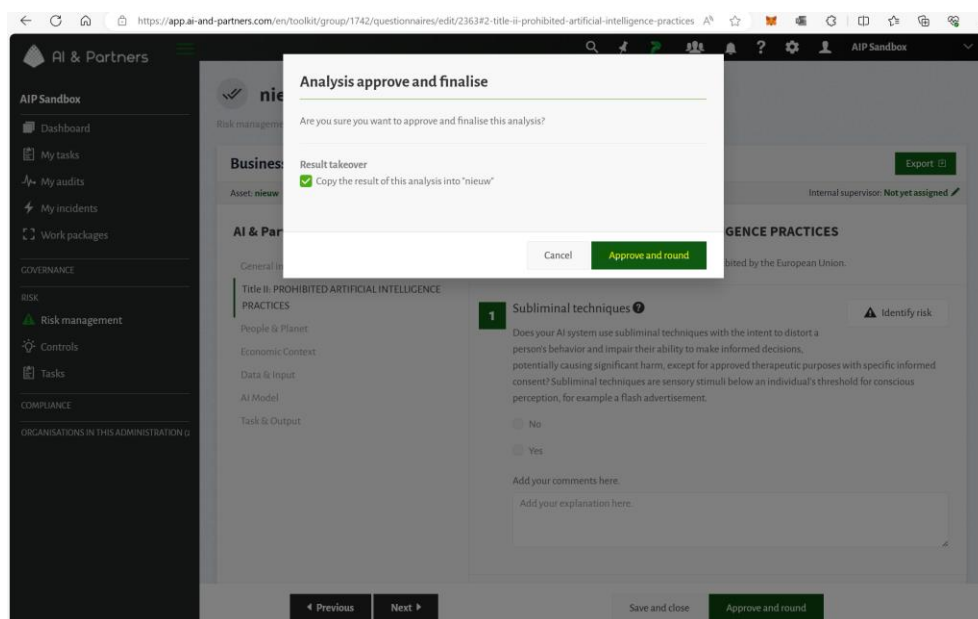 https://app.ai-and-partners.com/en/toolkit/group/1742/questionnaires/edit/2363#2-title-ii-prohibited-artificial-intelligence-practices
AI & Partners
AIP Sandbox
AIP Sandbox
Dashboard
My tasks
My audits
My incidents
Work packages
GOVERNANCE
RISK
Risk management
Controls
Tasks
COMPLIANCE
ORGANISATIONS IN THIS ADMINISTRATION
nie
Risk manageme
Analysis approve and finalise
Are you sure you want to approve and finalise this analysis?
Result takeover
Copy the result of this analysis into "nieuw"
Cancel
Approve and round
Busines
Export
Asset: nieuw
Internal supervisor: Not yet assigned
AI & Par
GENCE PRACTICES
bited by the European Union.
General in
Title II: PROHIBITED ARTIFICIAL INTELLIGENCE
PRACTICES
People & Planet
Economic Context
Data & Input
AI Model
Task & Output
1
Subliminal techniques
Identify risk
Does your AI system use subliminal techniques with the intent to distort a
person's behavior and impair their ability to make informed decisions,
potentially causing significant harm, except for approved therapeutic purposes with specific informed
consent? Subliminal techniques are sensory stimuli below an individual's threshold for conscious
perception, for example a flash advertisement.
No
Yes
Add your comments here.
Add your explanation here.
Previous
Next
Save and close
Approve and round